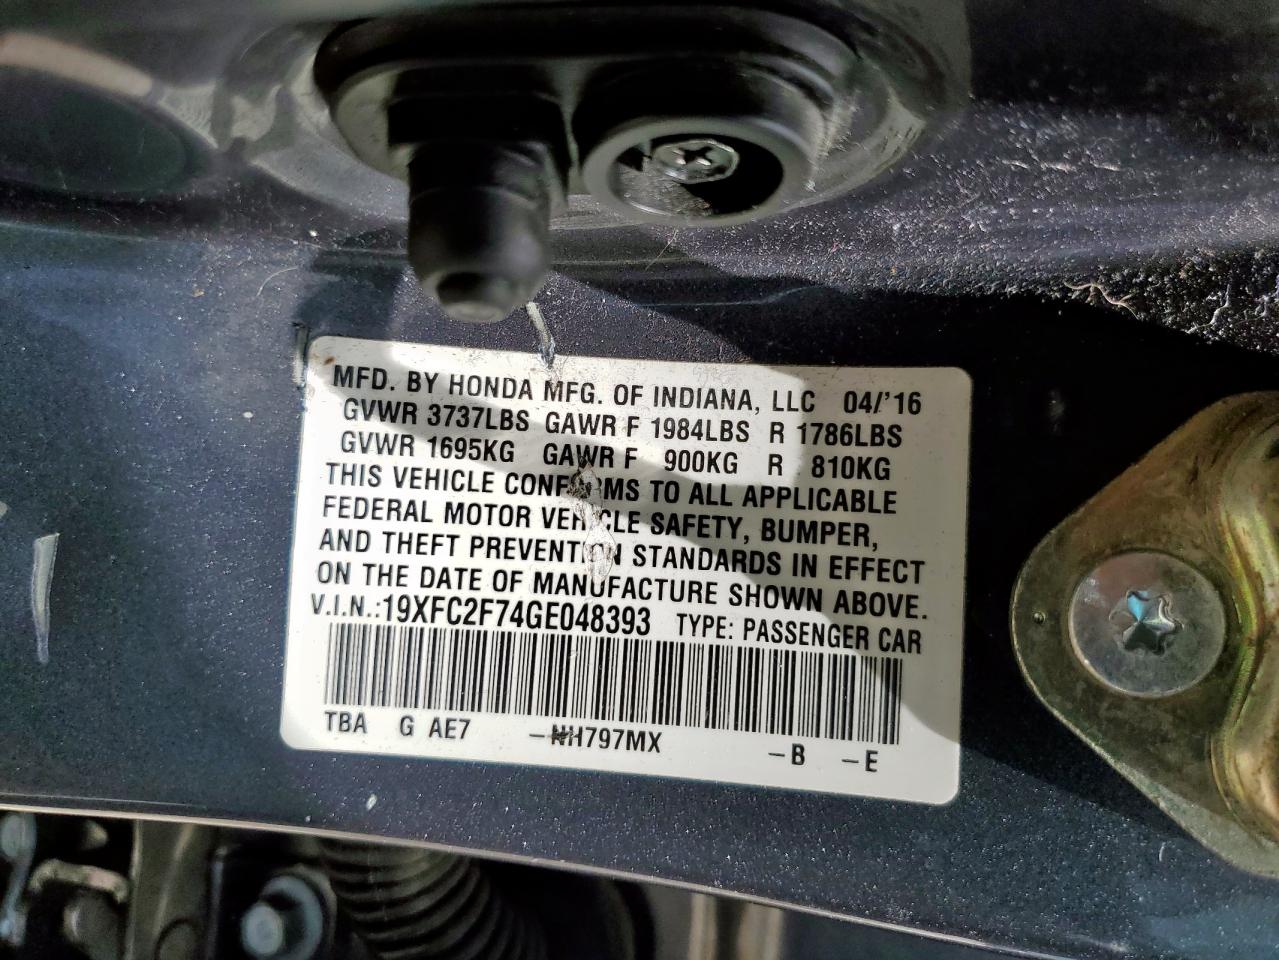 MFD. BY HONDA MFG. OF INDIANA, LLC 04/'16
GVWR 3737LBS GAWR F 1984LBS R 1786LBS
GVWR 1695KG GAWR F 900KG R 810KG
THIS VEHICLE CONFORMS TO ALL APPLICABLE
FEDERAL MOTOR VEHICLE SAFETY, BUMPER,
AND THEFT PREVENTION STANDARDS IN EFFECT
ON THE DATE OF MANUFACTURE SHOWN ABOVE.
V.I.N.:19XFC2F74GE048393 TYPE: PASSENGER CAR
TBA G AE7 –NH797MX –B –E